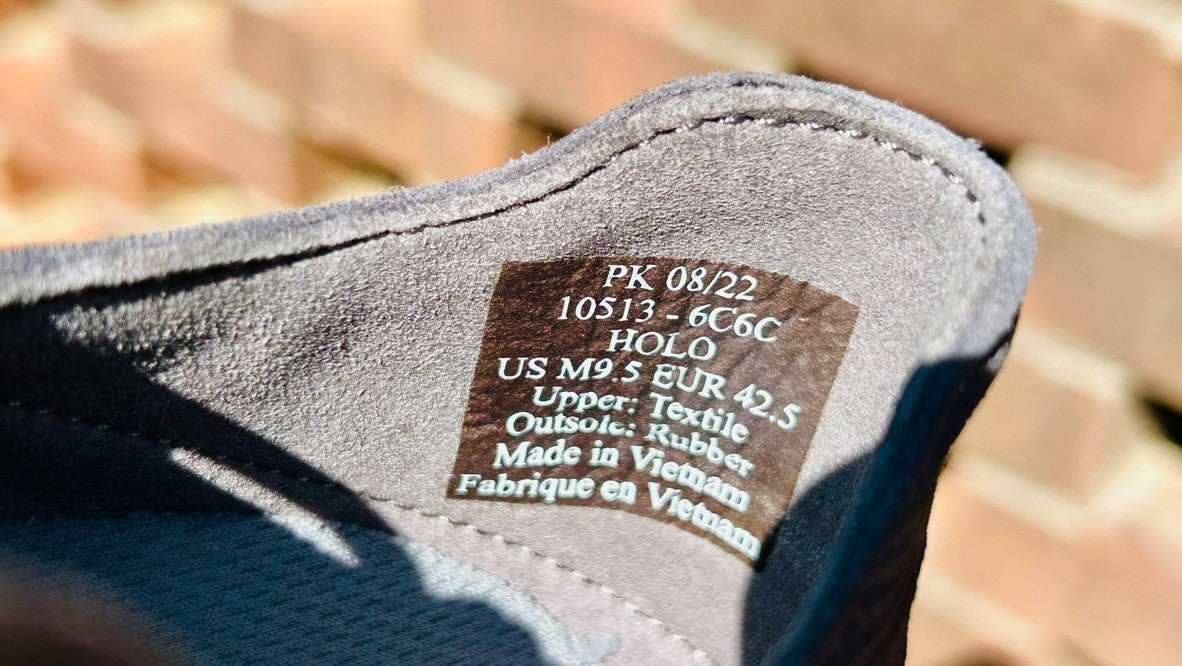 PK 08/22
10513 - 6C6C
HOLO
US M9.5 EUR 42.5
Upper: Textile
Outsole: Rubber
Made in Vietnam
Fabrique en Vietnam